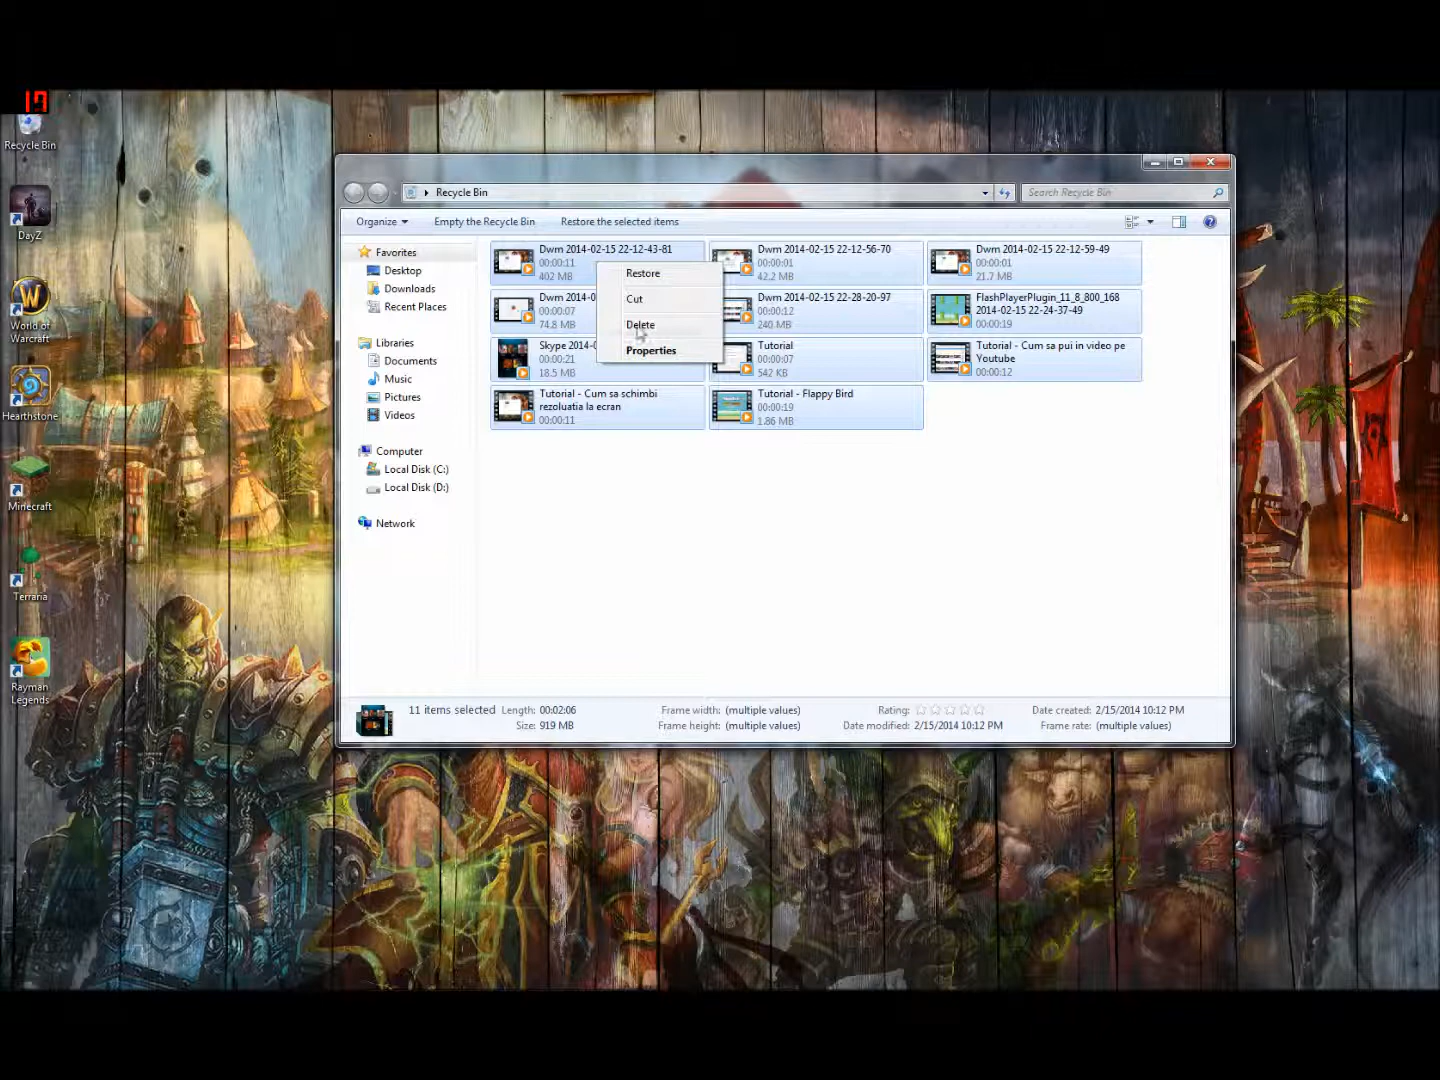 17
Recycle Bin
DayZ
World of
Warcraft
Hearthstone
Minecraft
Terraria
Rayman
Legends
Recycle Bin
Search Recycle Bin
Organize
Empty the Recycle Bin
Restore the selected items
Favorites
Desktop
Downloads
Recent Places
Libraries
Documents
Music
Pictures
Videos
Computer
Local Disk (C:)
Local Disk (D:)
Network
Dwm 2014-02-15 22-12-43-81
00:00:11
402 MB
Dwm 2014-02-15 22-12-56-70
00:00:01
42.2 MB
Dwm 2014-02-15 22-12-59-49
00:00:01
21.7 MB
Dwm 2014-0
00:00:07
74.8 MB
Dwm 2014-02-15 22-28-20-97
00:00:12
240 MB
FlashPlayerPlugin_11_8_800_168
2014-02-15 22-24-37-49
00:00:19
Skype 2014-0
00:00:21
18.5 MB
Tutorial
00:00:07
542 KB
Tutorial - Cum sa pui in video pe
Youtube
00:00:12
Tutorial - Cum sa schimbi
rezoluatia la ecran
00:00:11
Tutorial - Flappy Bird
00:00:19
1.86 MB
Restore
Cut
Delete
Properties
11 items selected
Length: 00:02:06
Size: 919 MB
Frame width: (multiple values)
Frame height: (multiple values)
Rating:
Date modified: 2/15/2014 10:12 PM
Date created: 2/15/2014 10:12 PM
Frame rate: (multiple values)